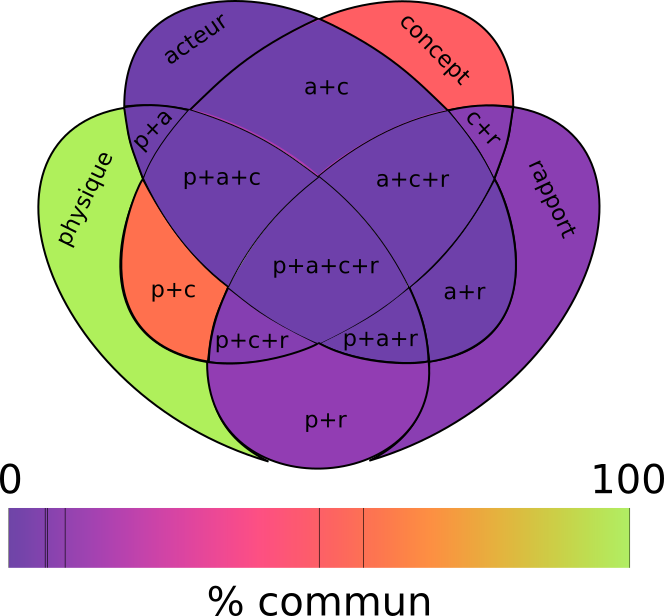 acteur
concept
a+c
p+a
c+r
physique
p+a+c
a+c+r
rapport
p+a+c+r
p+c
a+r
p+c+r
p+a+r
p+r
0
100
% commun